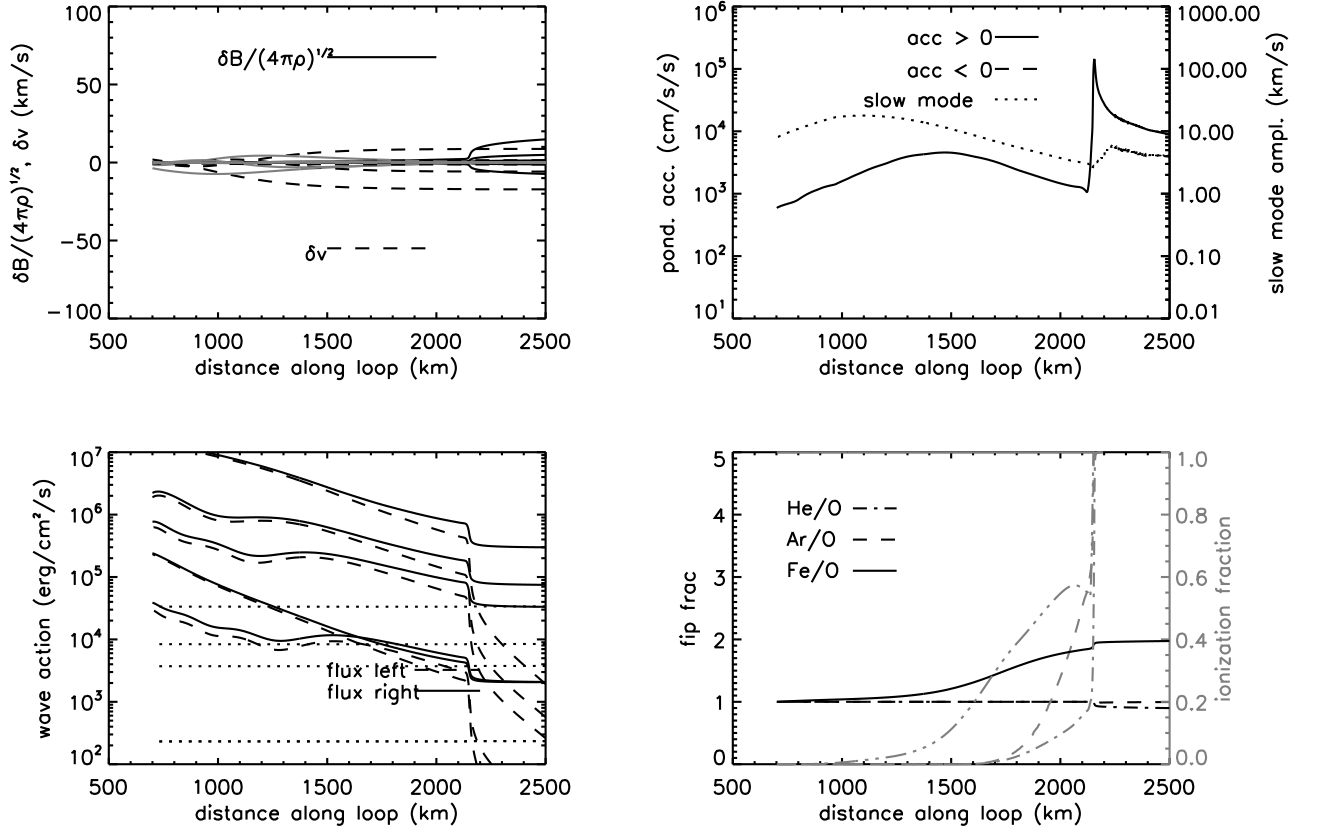 100
50
0
−50
−100
δB/(4πρ)^1/2, δv (km/s)
δB/(4πρ)^1/2
δv
500 1000 1500 2000 2500
distance along loop (km)
10^6
10^5
10^4
10^3
10^2
10^1
pond. acc. (cm/s/s)
acc > 0
acc < 0
slow mode
1000.00
100.00
10.00
1.00
0.10
0.01
slow mode ampl. (km/s)
500 1000 1500 2000 2500
distance along loop (km)
10^7
10^6
10^5
10^4
10^3
10^2
wave action (erg/cm^2/s)
flux left
flux right
500 1000 1500 2000 2500
distance along loop (km)
5
4
3
2
1
0
fip frac
He/O
Ar/O
Fe/O
1.0
0.8
0.6
0.4
0.2
0.0
ionization fraction
500 1000 1500 2000 2500
distance along loop (km)